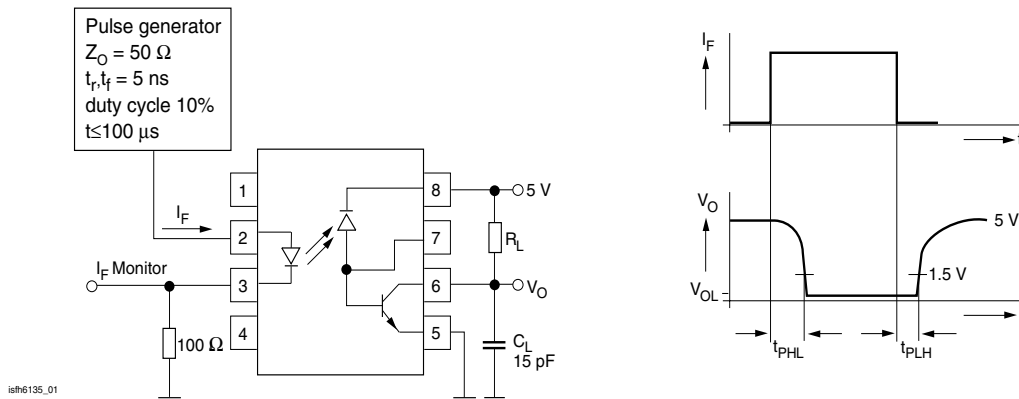 Pulse generator
Z_O = 50 Ω
t_r,t_f = 5 ns
duty cycle 10%
t≤100 µs
1
8
5 V
I_F
2
7
R_L
I_F Monitor
3
6
V_O
4
5
100 Ω
C_L
15 pF
isfh6135_01
I_F
t
V_O
5 V
1.5 V
V_OL
t_PHL
t_PLH